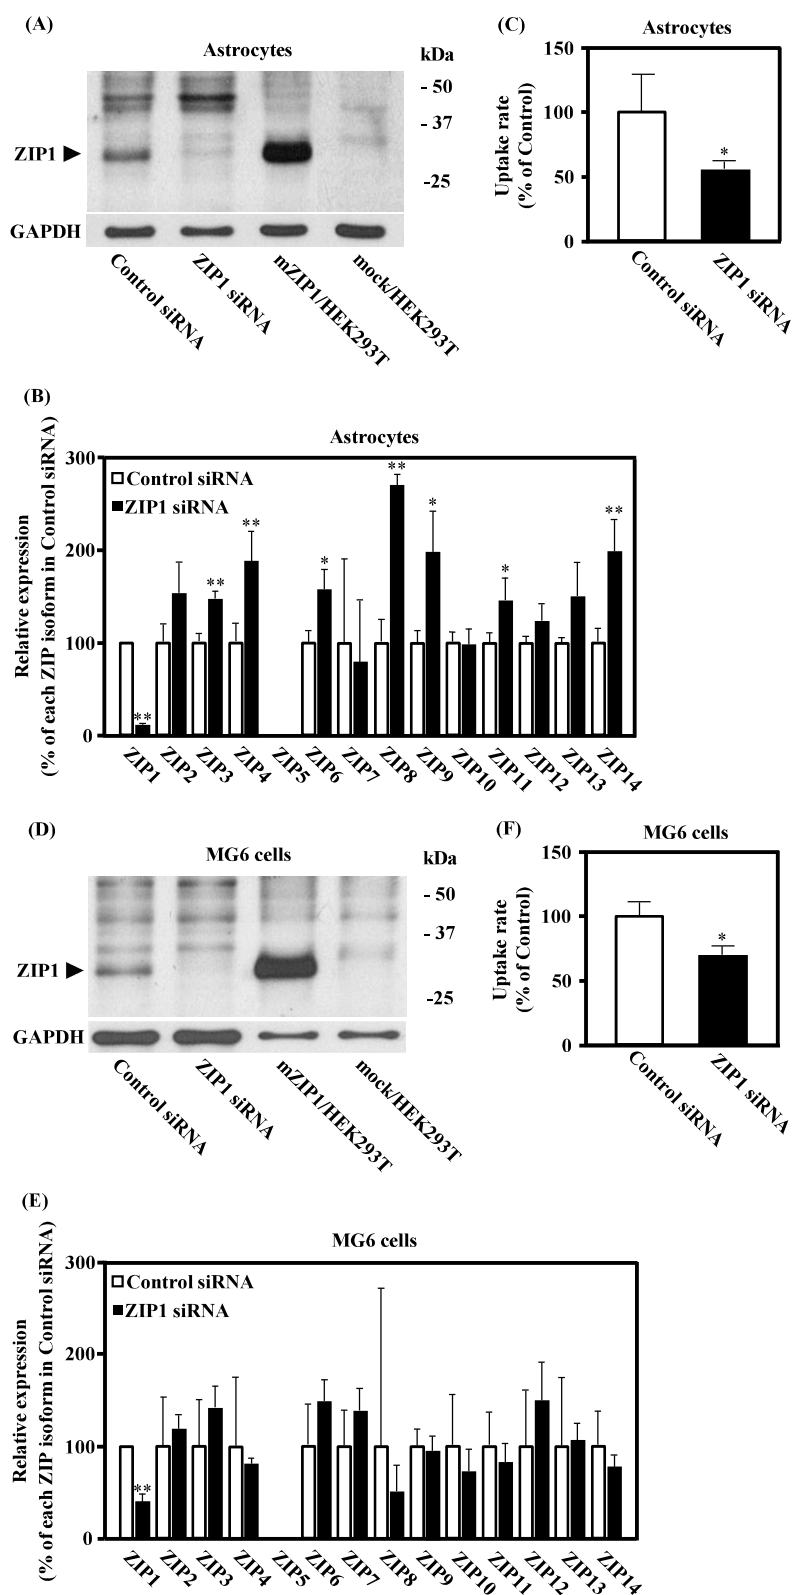 (A)
Astrocytes
kDa
- 50
- 37
ZIP1
-25
GAPDH
Control siRNA
ZIP1 siRNA
mZIP1/HEK293T
mock/HEK293T
(C)
Astrocytes
Uptake rate
(% of Control)
150
100
50
0
*
Control siRNA
ZIP1 siRNA
(B)
Astrocytes
Relative expression
(% of each ZIP isoform in Control siRNA)
300
200
100
0
Control siRNA
ZIP1 siRNA
** ** ** * ** * * **
ZIP1 ZIP2 ZIP3 ZIP4 ZIP5 ZIP6 ZIP7 ZIP8 ZIP9 ZIP10 ZIP11 ZIP12 ZIP13 ZIP14
(D)
MG6 cells
kDa
- 50
- 37
ZIP1
-25
GAPDH
Control siRNA
ZIP1 siRNA
mZIP1/HEK293T
mock/HEK293T
(F)
MG6 cells
Uptake rate
(% of Control)
150
100
50
0
*
Control siRNA
ZIP1 siRNA
(E)
MG6 cells
Relative expression
(% of each ZIP isoform in Control siRNA)
300
200
100
0
Control siRNA
ZIP1 siRNA
**
ZIP1 ZIP2 ZIP3 ZIP4 ZIP5 ZIP6 ZIP7 ZIP8 ZIP9 ZIP10 ZIP11 ZIP12 ZIP13 ZIP14